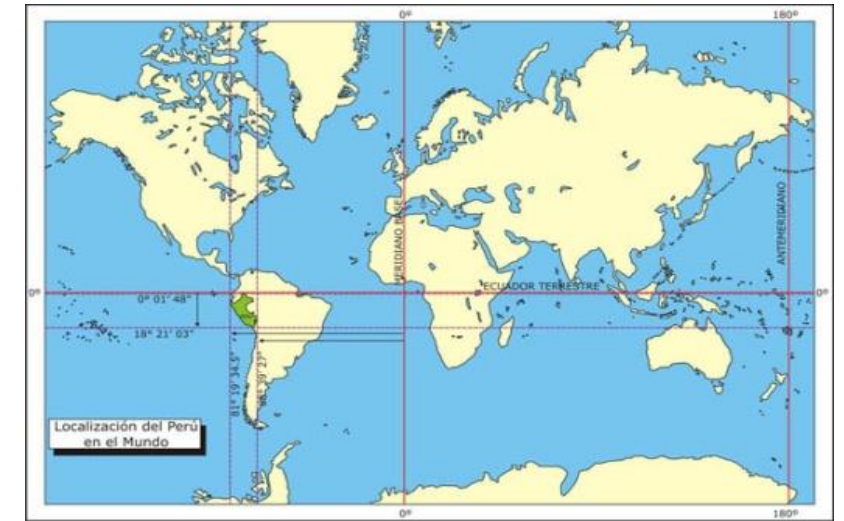 0º
180º
MERIDIANO BASE
ANTEMERIDIANO
ECUADOR TERRESTRE
0º
0º
0º 01' 48"
18º 21' 03"
81º 19' 34.5"
39' 27"
Localización del Perú
en el Mundo
0º
180º